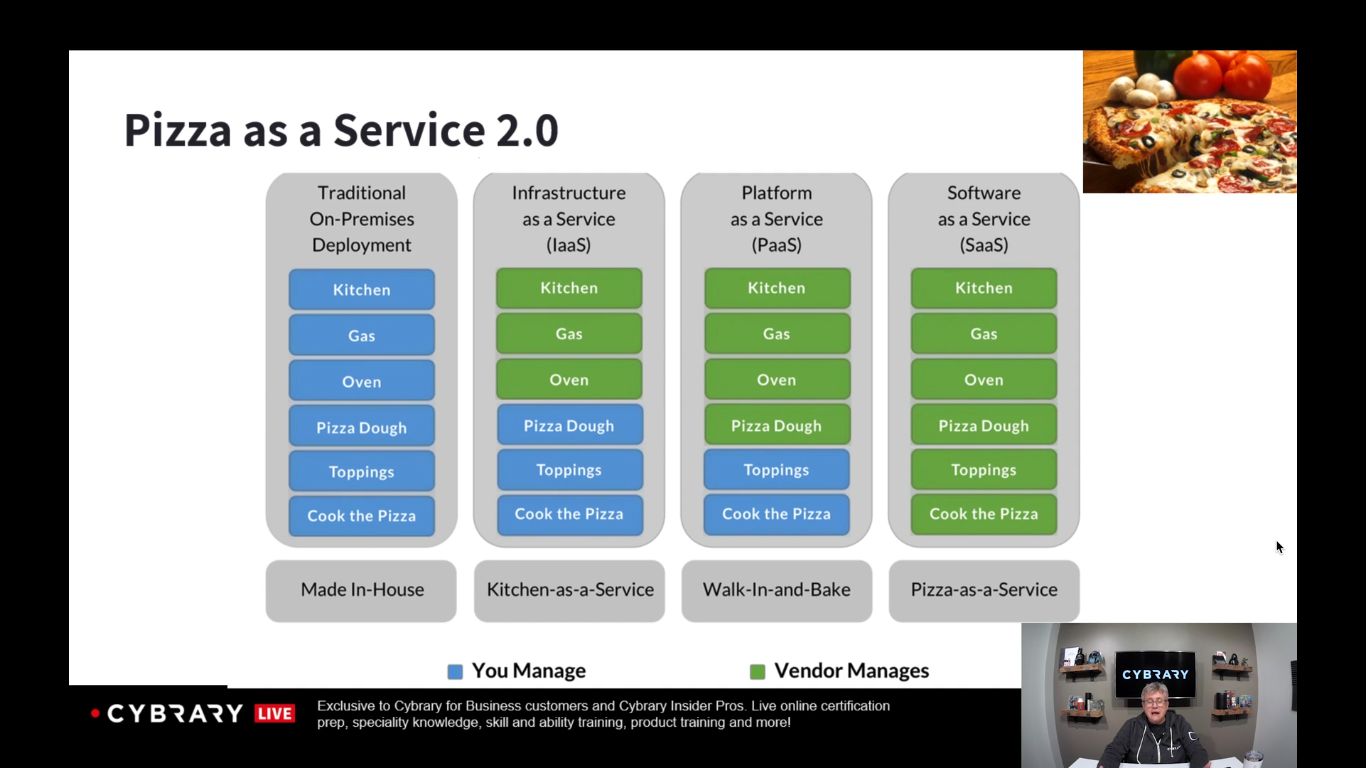 Pizza as a Service 2.0
Traditional
On-Premises
Deployment
Kitchen
Gas
Oven
Pizza Dough
Toppings
Cook the Pizza
Made In-House
Infrastructure
as a Service
(IaaS)
Kitchen
Gas
Oven
Pizza Dough
Toppings
Cook the Pizza
Kitchen-as-a-Service
Platform
as a Service
(PaaS)
Kitchen
Gas
Oven
Pizza Dough
Toppings
Cook the Pizza
Walk-In-and-Bake
Software
as a Service
(SaaS)
Kitchen
Gas
Oven
Pizza Dough
Toppings
Cook the Pizza
Pizza-as-a-Service
You Manage
Vendor Manages
CYBRARY LIVE
Exclusive to Cybrary for Business customers and Cybrary Insider Pros. Live online certification
prep, speciality knowledge, skill and ability training, product training and more!
CYBRARY